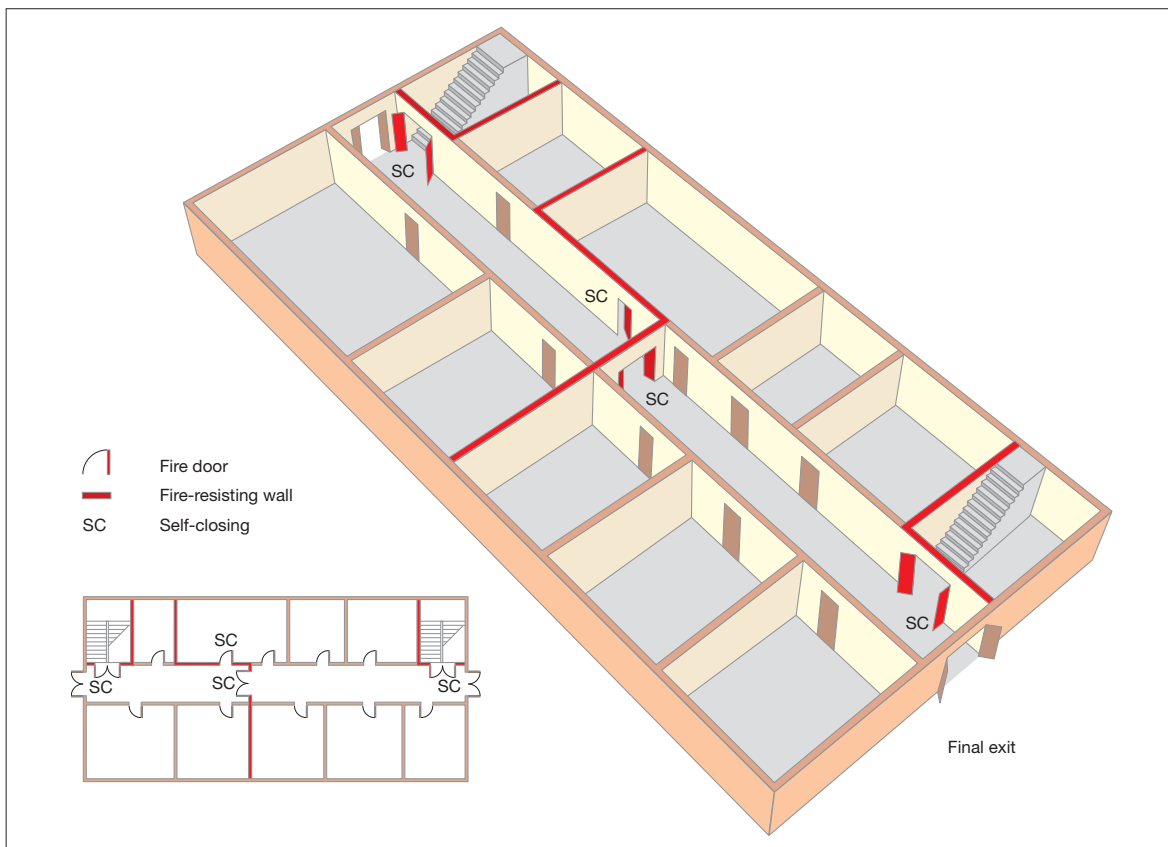 SC
SC
SC
Fire door
Fire-resisting wall
SC Self-closing
SC
SC
SC SC SC
Final exit